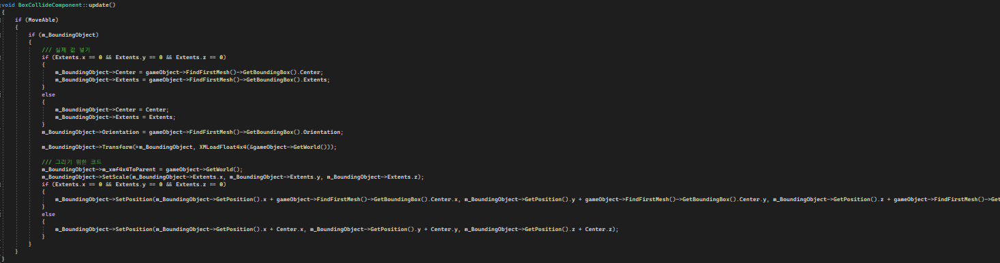 void BoxCollideComponent::update()
{
if (MoveAble)
{
if (m_BoundingObject)
{
/// 실제 값 넣기
if (Extents.x == 0 && Extents.y == 0 && Extents.z == 0)
{
m_BoundingObject->Center = gameObject->FindFirstMesh()->GetBoundingBox().Center;
m_BoundingObject->Extents = gameObject->FindFirstMesh()->GetBoundingBox().Extents;
}
else
{
m_BoundingObject->Center = Center;
m_BoundingObject->Extents = Extents;
}
m_BoundingObject->Orientation = gameObject->FindFirstMesh()->GetBoundingBox().Orientation;
m_BoundingObject->Transform(*m_BoundingObject, XMLoadFloat4x4(&gameObject->GetWorld()));
/// 그리기 위한 코드
m_BoundingObject->m_xmf4x4ToParent = gameObject->GetWorld();
m_BoundingObject->SetScale(m_BoundingObject->Extents.x, m_BoundingObject->Extents.y, m_BoundingObject->Extents.z);
if (Extents.x == 0 && Extents.y == 0 && Extents.z == 0)
{
m_BoundingObject->SetPosition(m_BoundingObject->GetPosition().x + gameObject->FindFirstMesh()->GetBoundingBox().Center.x, m_BoundingObject->GetPosition().y + gameObject->FindFirstMesh()->GetBoundingBox().Center.y, m_BoundingObject->GetPosition().z + gameObject->FindFirstMesh()->Get
}
else
{
m_BoundingObject->SetPosition(m_BoundingObject->GetPosition().x + Center.x, m_BoundingObject->GetPosition().y + Center.y, m_BoundingObject->GetPosition().z + Center.z);
}
}
}
}